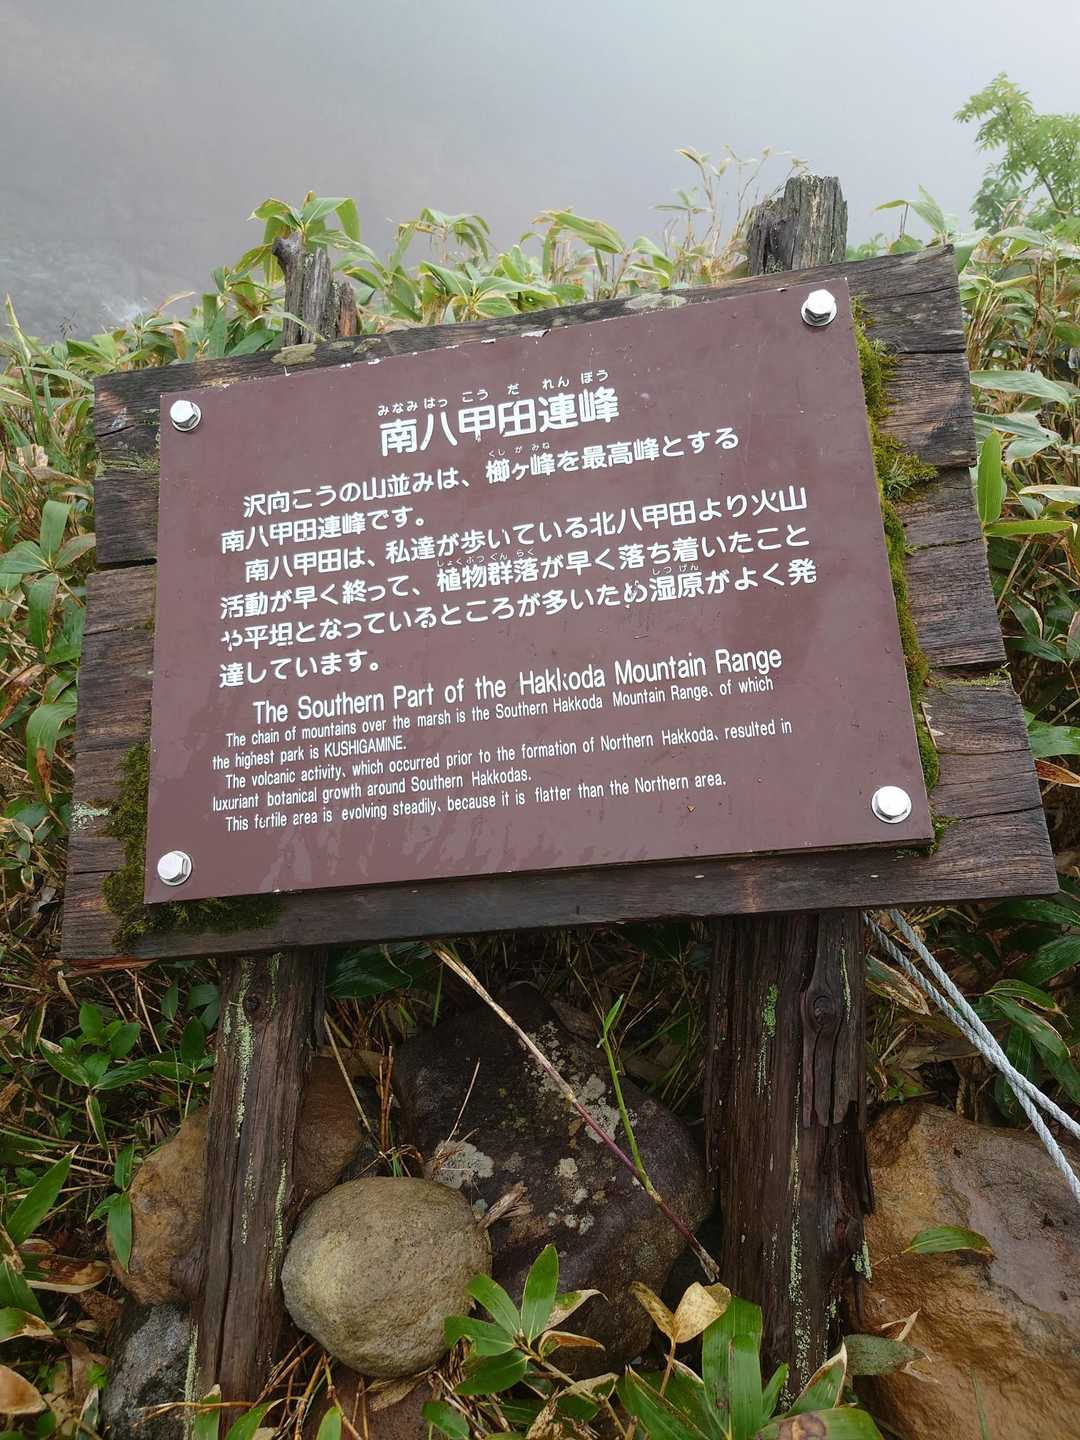 みなみはっこうだれんぽう
南八甲田連峰
くしがみね
沢向こうの山並みは、櫛ヶ峰を最高峰とする
南八甲田連峰です。
南八甲田は、私達が歩いている北八甲田より火山
しょくぶつぐんらく
活動が早く終って、植物群落が早く落ち着いたこと
しつげん
や平坦となっているところが多いため湿原がよく発
達しています。
The Southern Part of the Hakkoda Mountain Range
The chain of mountains over the marsh is the Southern Hakkoda Mountain Range、of which
the highest park is KUSHIGAMINE.
The volcanic activity、which occurred prior to the formation of Northern Hakkoda、resulted in
luxuriant botanical growth around Southern Hakkodas.
This fertile area is evolving steadily、because it is flatter than the Northern area.